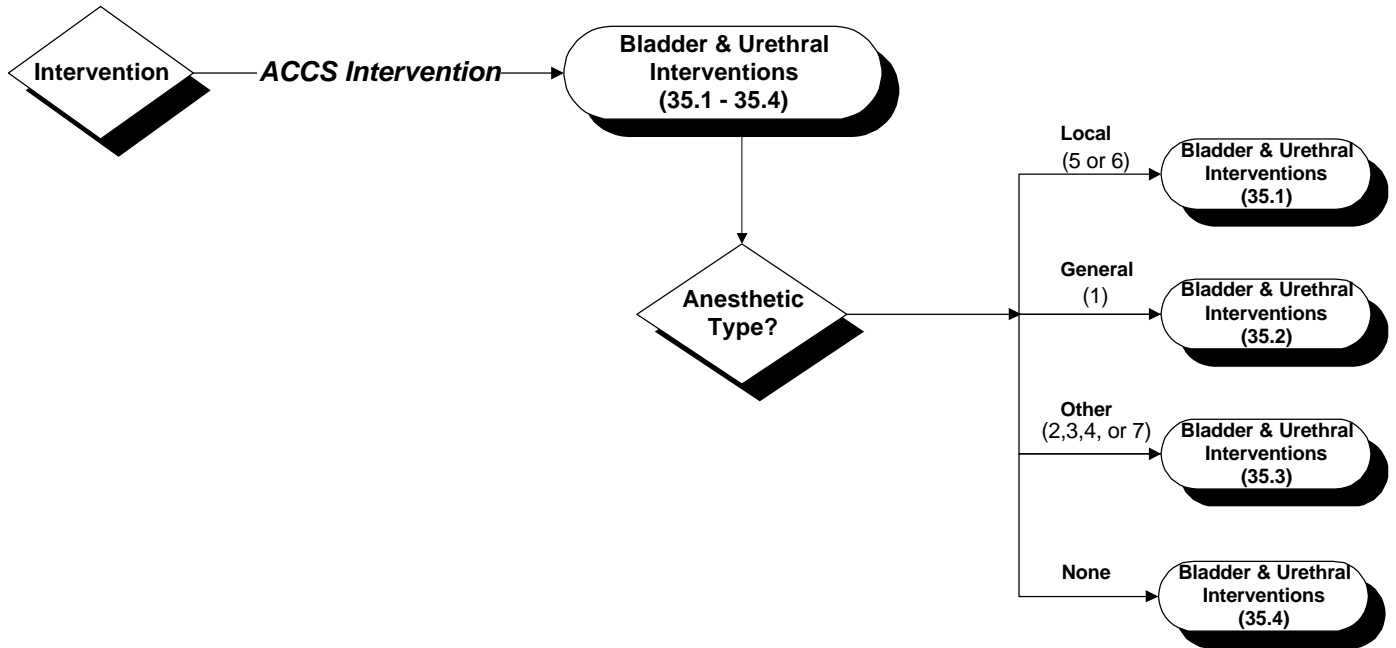 Intervention
ACCS Intervention
Bladder & Urethral
Interventions
(35.1 - 35.4)
Anesthetic
Type?
Local
(5 or 6)
Bladder & Urethral
Interventions
(35.1)
General
(1)
Bladder & Urethral
Interventions
(35.2)
Other
(2,3,4, or 7)
Bladder & Urethral
Interventions
(35.3)
None
Bladder & Urethral
Interventions
(35.4)